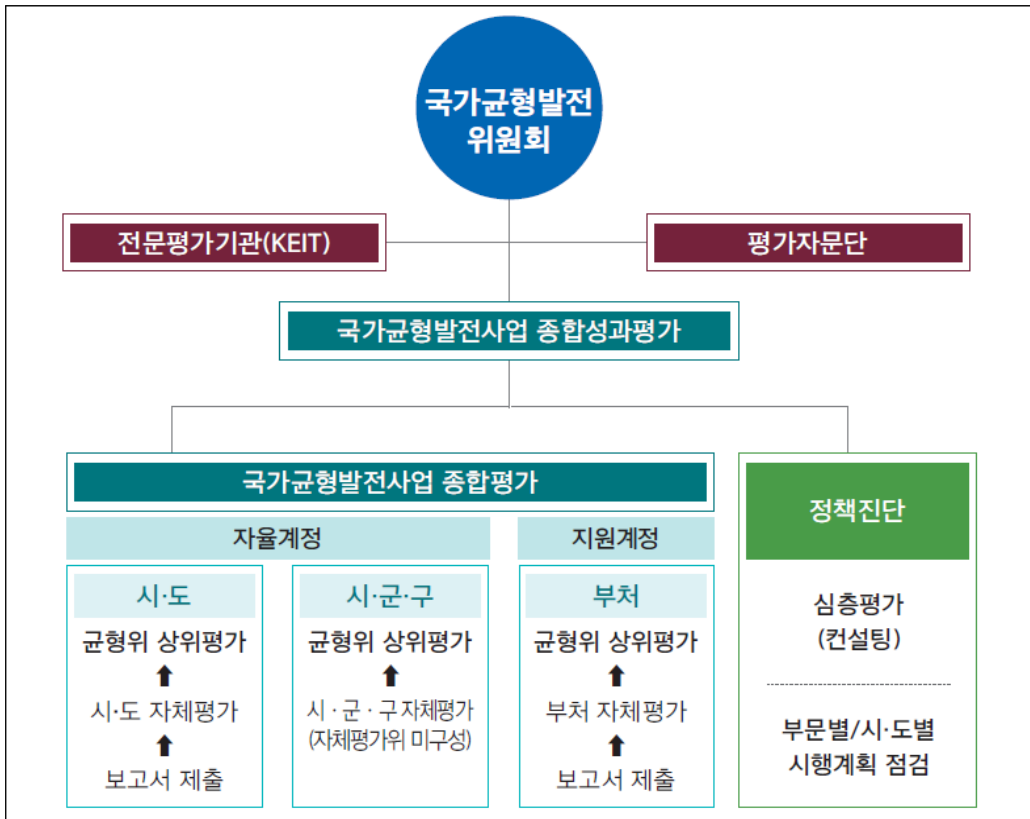 국가균형발전
위원회
전문평가기관(KEIT)
평가자문단
국가균형발전사업 종합성과평가
국가균형발전사업 종합평가
자율계정
지원계정
시·도
균형위 상위평가
시·도 자체평가
보고서 제출
시·군·구
균형위 상위평가
시·군·구 자체평가
(자체평가위 미구성)
부처
균형위 상위평가
부처 자체평가
보고서 제출
정책진단
심층평가
(컨설팅)
부문별/시·도별
시행계획 점검